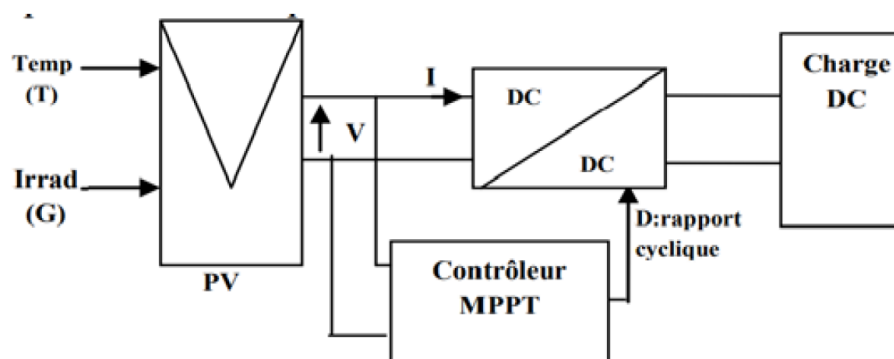 Temp
(T)
Irrad
(G)
PV
I
V
DC
DC
Charge
DC
D:rapport
cyclique
Contrôleur
MPPT